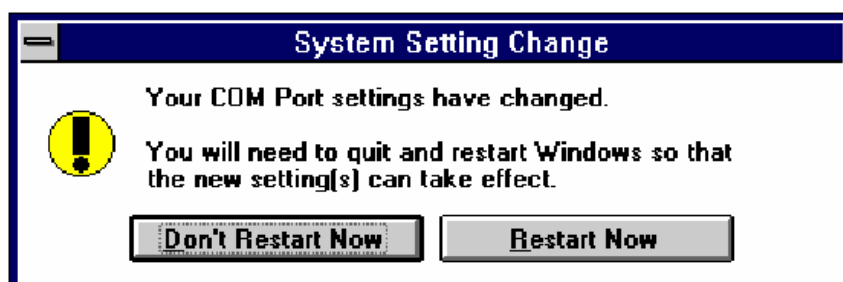 System Setting Change
Your COM Port settings have changed.
You will need to quit and restart Windows so that
the new setting(s) can take effect.
Don't Restart Now
Restart Now